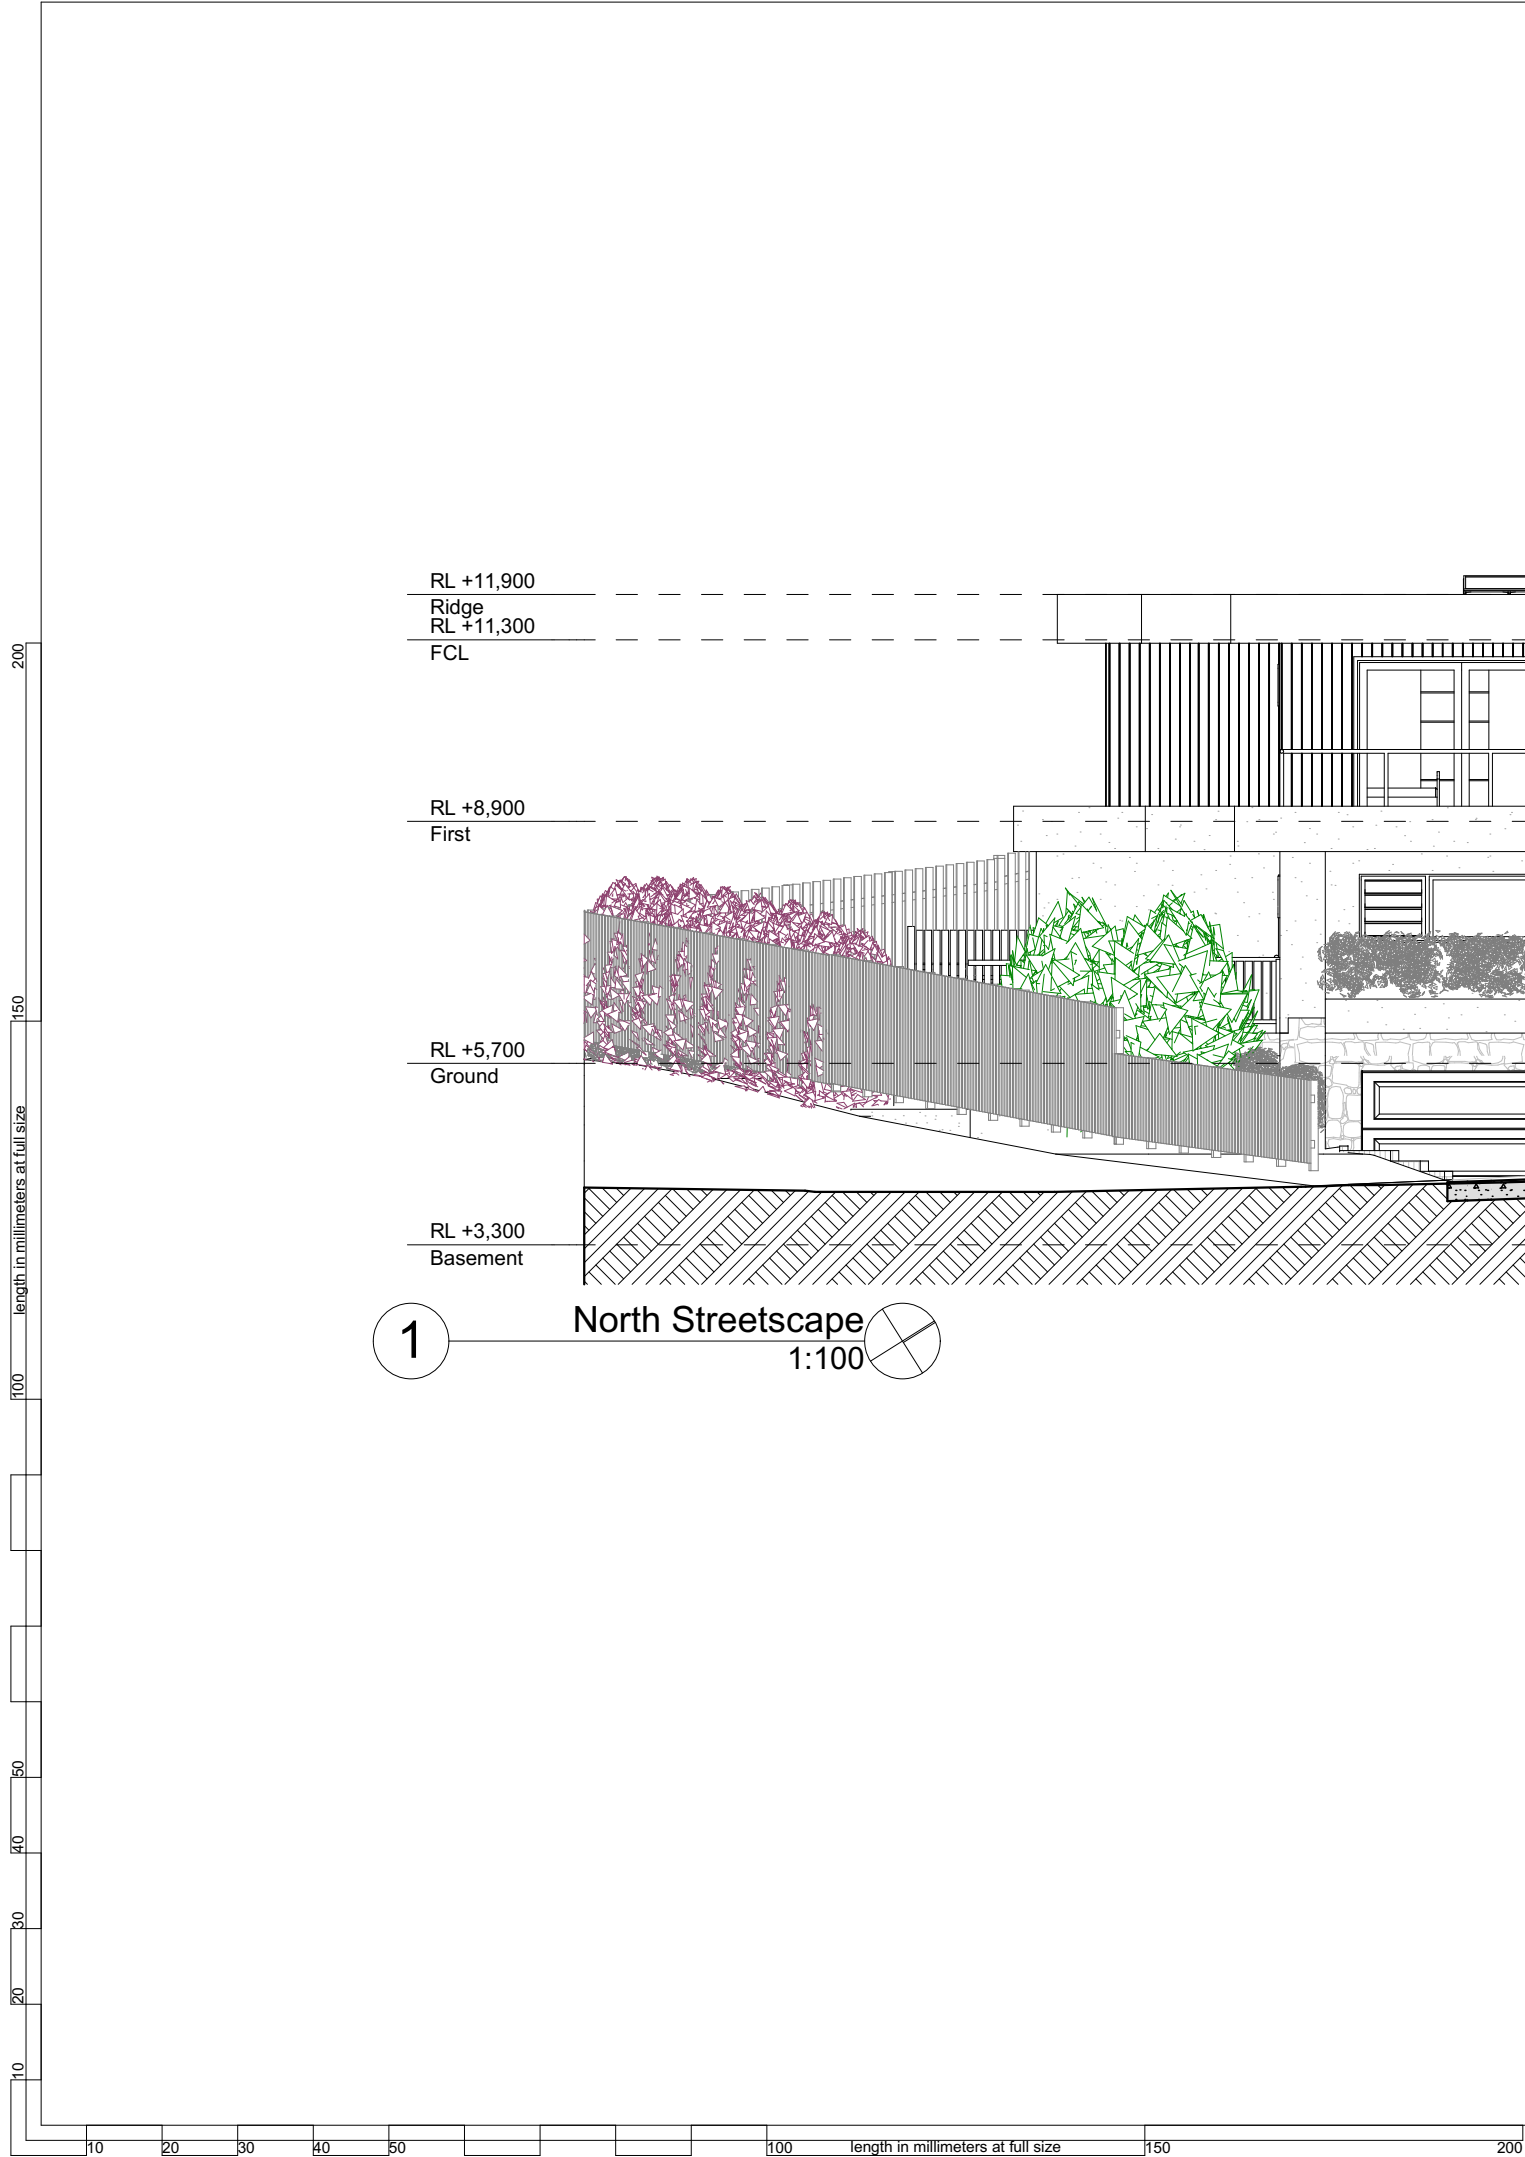 RL +11,900
Ridge
RL +11,300
FCL
RL +8,900
First
RL +5,700
Ground
RL +3,300
Basement
1
North Streetscape
1:100
200
150
length in millimeters at full size
100
50
40
30
20
10
10
20
30
40
50
100
length in millimeters at full size
150
200